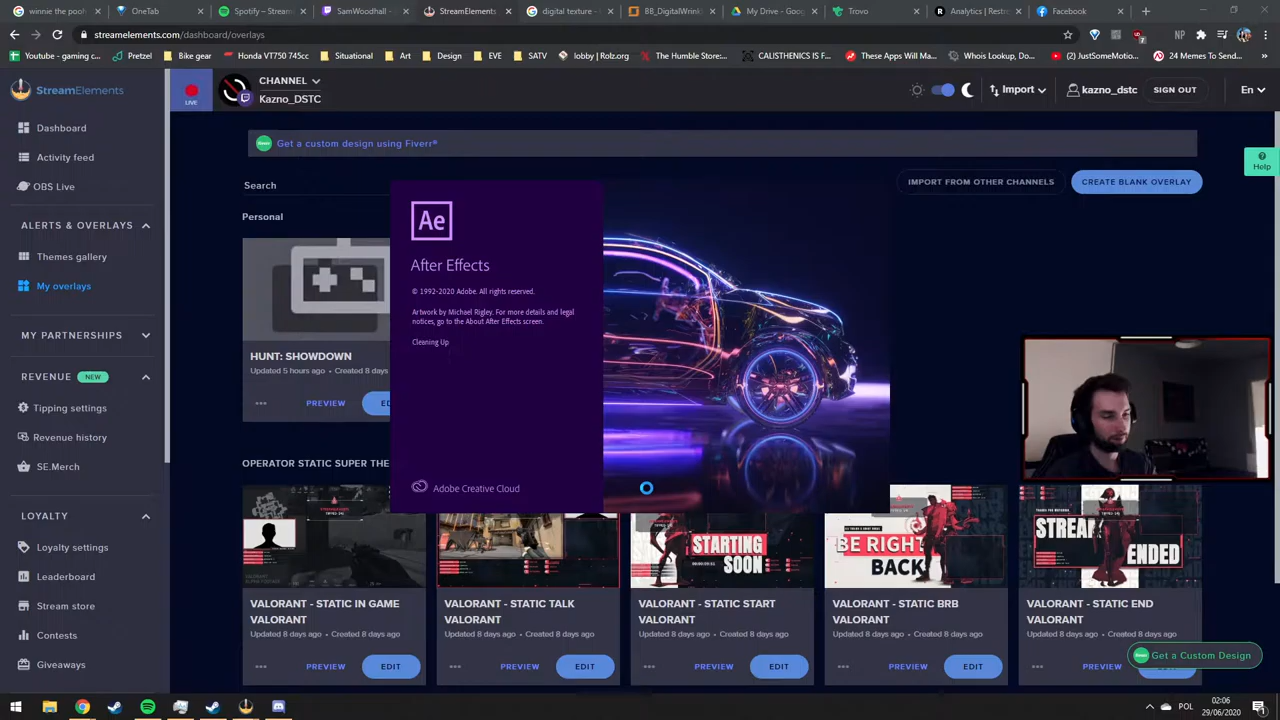 winnie the po
OneTab
Spotify – Stream
SamWoodhall -
StreamElements
digital texture -
BB_DigitalWrink
My Drive - Goog
Trovo
Analytics | Restr
Facebook
streamelements.com/dashboard/overlays
Youtube - gaming c...
Pretzel
Bike gear
Honda VT750 745cc
Situational
Art
Design
EVE
SATV
lobby | Rolz.org
The Humble Store:...
CALISTHENICS IS M...
These Apps Will M...
Whois Lookup, Do...
(2) JustSomeMotion...
24 Memes To Send...
StreamElements
LIVE
CHANNEL
Kazno_DSTC
Import
kazno_dstc
SIGN OUT
En
Dashboard
Activity feed
OBS Live
ALERTS & OVERLAYS
Themes gallery
My overlays
MY PARTNERSHIPS
REVENUE NEW
Tipping settings
Revenue history
SE.Merch
LOYALTY
Loyalty settings
Leaderboard
Stream store
Contests
Giveaways
Get a custom design using Fiverr®
Help
Search
IMPORT FROM OTHER CHANNELS
CREATE BLANK OVERLAY
Personal
HUNT: SHOWDOWN
Updated 5 hours ago • Created 8 days
PREVIEW
Ae
After Effects
© 1992-2020 Adobe. All rights reserved.
Artwork by Michael Rigley. For more details and legal
notices, go to the About After Effects screen.
Cleaning Up
Adobe Creative Cloud
OPERATOR STATIC SUPER THE
STARTING
SOON
BE RIGHT
BACK
STREAM
ENDED
VALORANT - STATIC IN GAME
VALORANT
Updated 8 days ago • Created 8 days ago
PREVIEW
EDIT
VALORANT - STATIC TALK
VALORANT
Updated 8 days ago • Created 8 days ago
PREVIEW
EDIT
VALORANT - STATIC START
VALORANT
Updated 8 days ago • Created 8 days ago
PREVIEW
EDIT
VALORANT - STATIC BRB
VALORANT
Updated 8 days ago • Created 8 days ago
PREVIEW
EDIT
VALORANT - STATIC END
VALORANT
Updated 8 days ago • Created 8 days ago
PREVIEW
Get a Custom Design
POL
02:06
29/06/2020